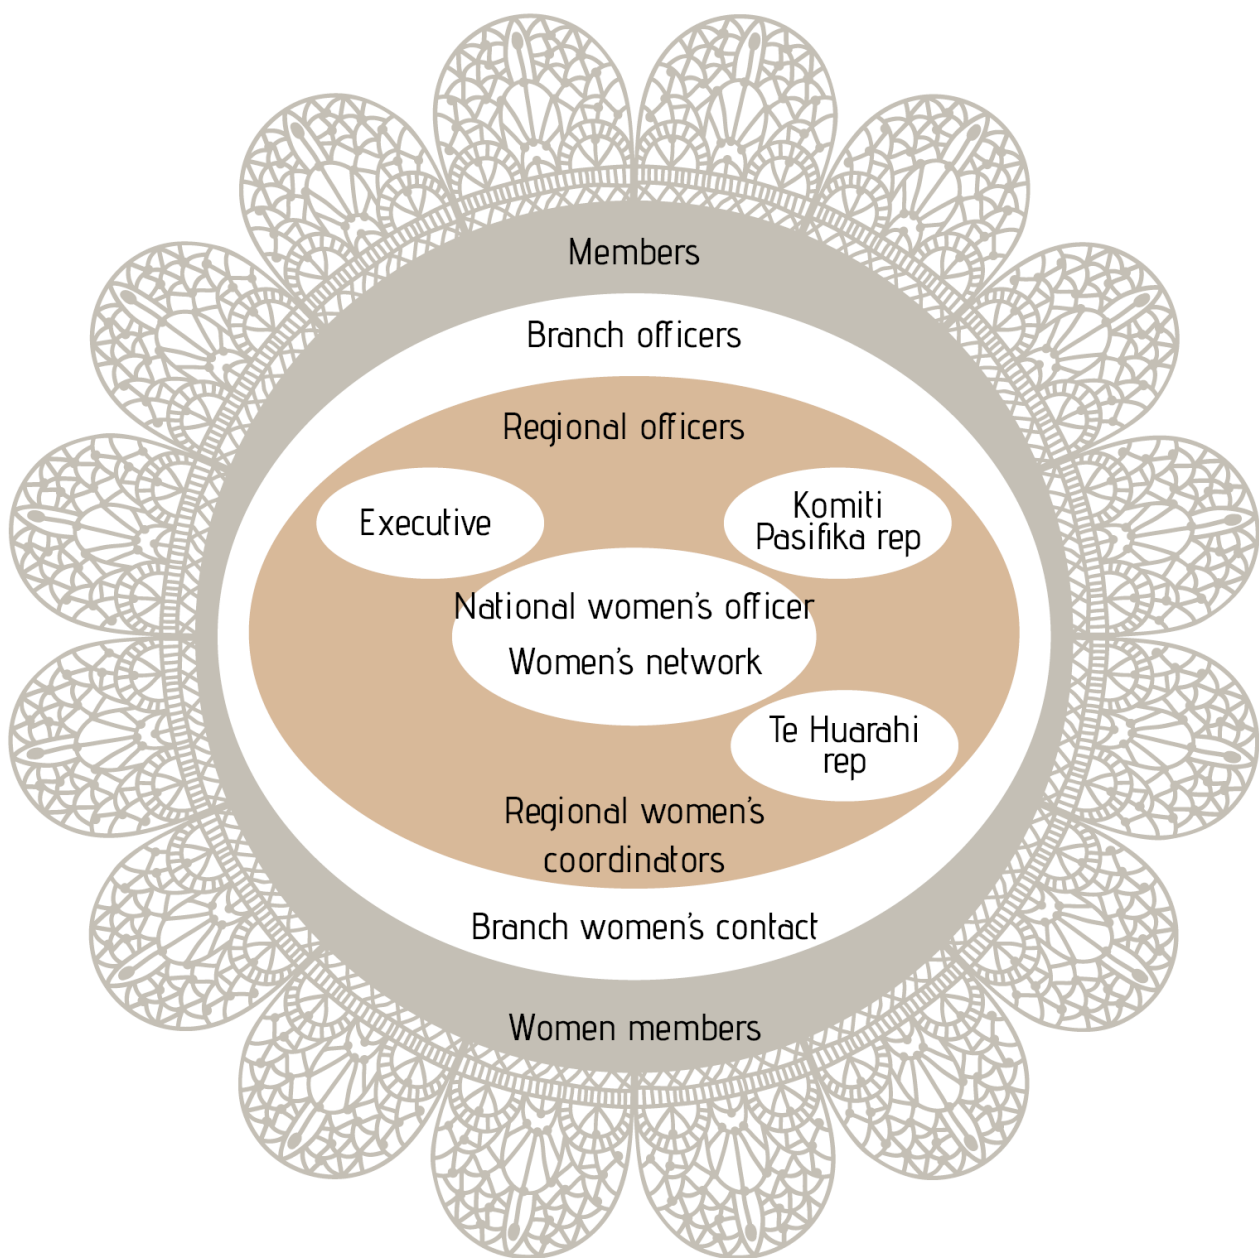 Members
Branch officers
Regional officers
Executive
Komiti
Pasifika rep
National women's officer
Women's network
Te Huarahi
rep
Regional women's
coordinators
Branch women's contact
Women members